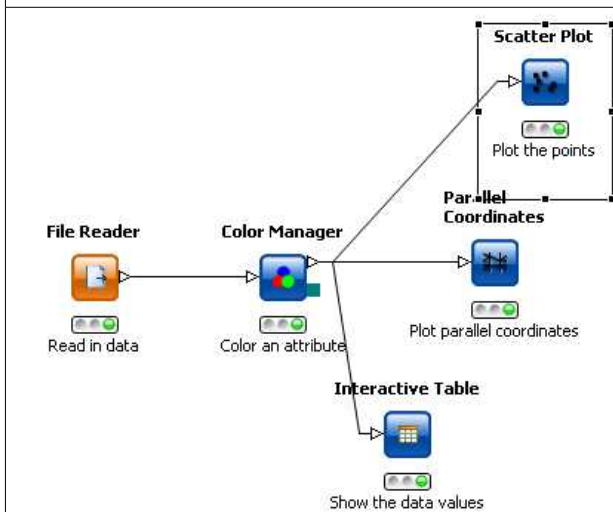 Scatter Plot
Plot the points
Parallel
Coordinates
Plot parallel coordinates
File Reader
Read in data
Color Manager
Color an attribute
Interactive Table
Show the data values